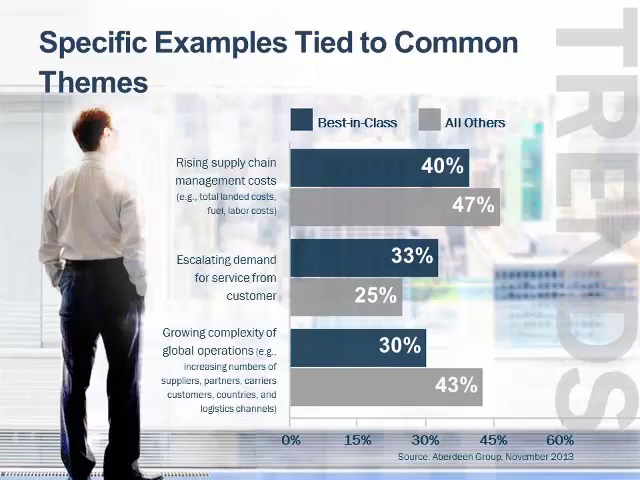 Specific Examples Tied to Common
Themes
TRENDS
Best-in-Class
All Others
Rising supply chain
management costs
(e.g., total landed costs,
fuel, labor costs)
40%
47%
Escalating demand
for service from
customer
33%
25%
Growing complexity of
global operations (e.g.,
increasing numbers of
suppliers, partners, carriers
customers, countries, and
logistics channels)
30%
43%
0% 15% 30% 45% 60%
Source: Aberdeen Group, November 2013